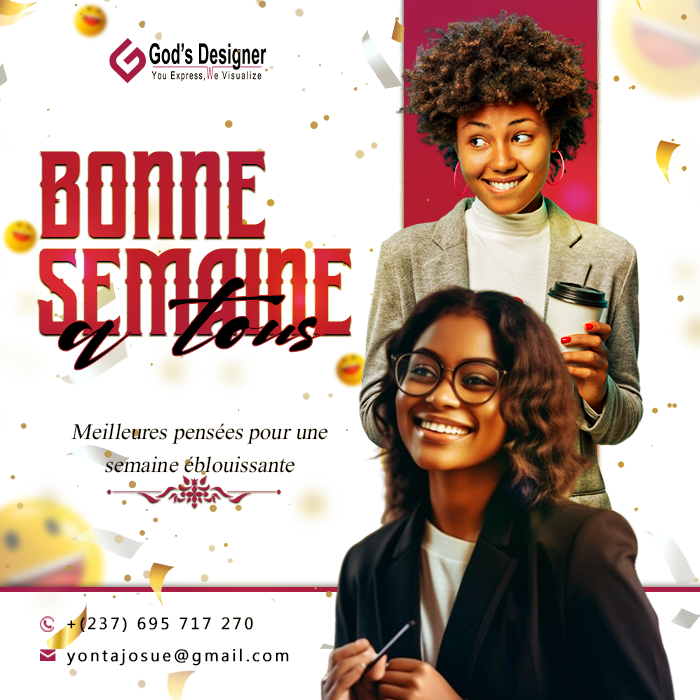 God's Designer
You Express,We Visualize
BONNE
SEMAINE
a tous
Meilleures pensées pour une
semaine éblouissante
+(237) 695 717 270
yontajosue@gmail.com